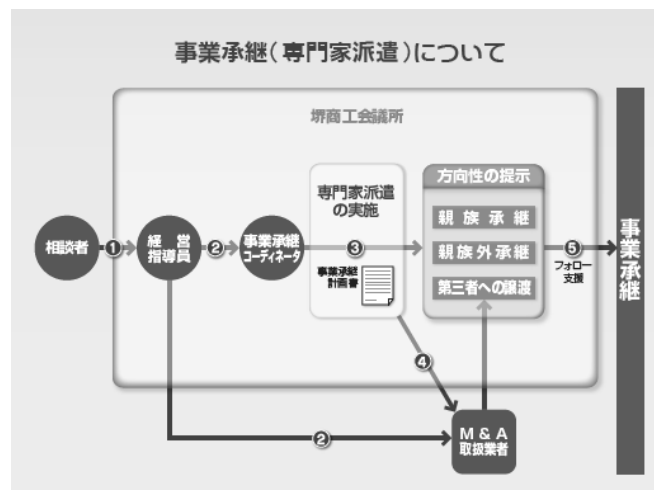 事業承継(専門家派遣)について
堺商工会議所
相談者
❶
経営
指導員
❷
事業承継
コーディネータ
専門家派遣
の実施
❸
事業承継
計画書
方向性の提示
親族承継
親族外承継
第三者への譲渡
❺
フォロー
支援
事業承継
❹
❷
M&A
取扱業者